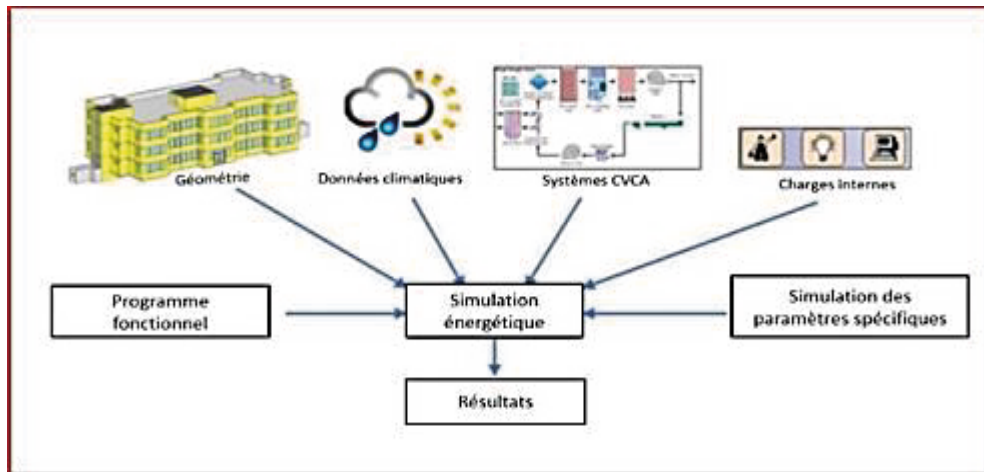 Géométrie
Données climatiques
Systèmes CVCA
Charges internes
Programme
fonctionnel
Simulation
énergétique
Simulation des
paramètres spécifiques
Résultats